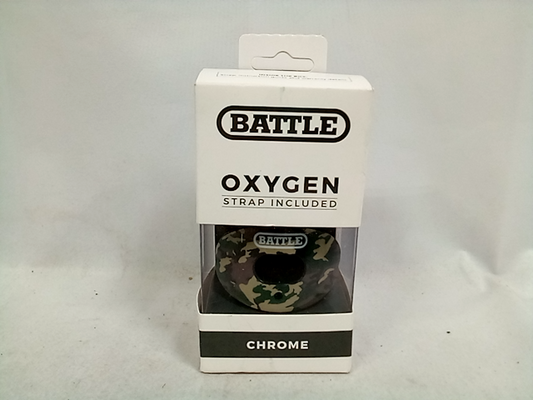 BATTLE
OXYGEN
STRAP INCLUDED
BATTLE
CHROME